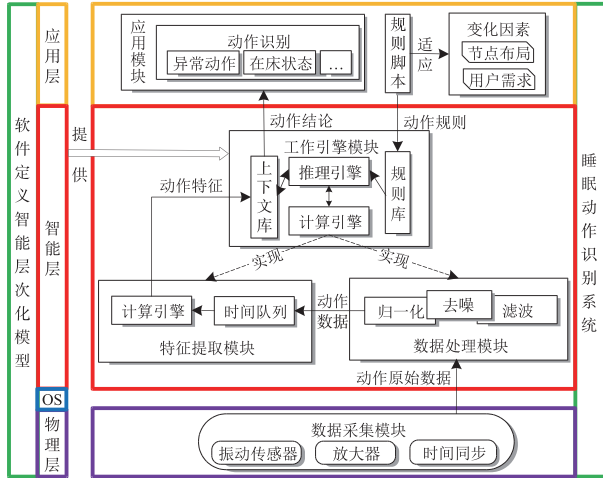 软件定义智能层次化模型
应用层
智能层
OS
物理层
提供
应用模块
动作识别
异常动作
在床状态
...
规则脚本
适应
变化因素
节点布局
用户需求
动作结论
动作规则
工作引擎模块
上下文库
推理引擎
规则库
计算引擎
动作特征
实现
实现
计算引擎
时间队列
特征提取模块
动作数据
归一化
去噪
滤波
数据处理模块
动作原始数据
数据采集模块
振动传感器
放大器
时间同步
睡眠动作识别系统